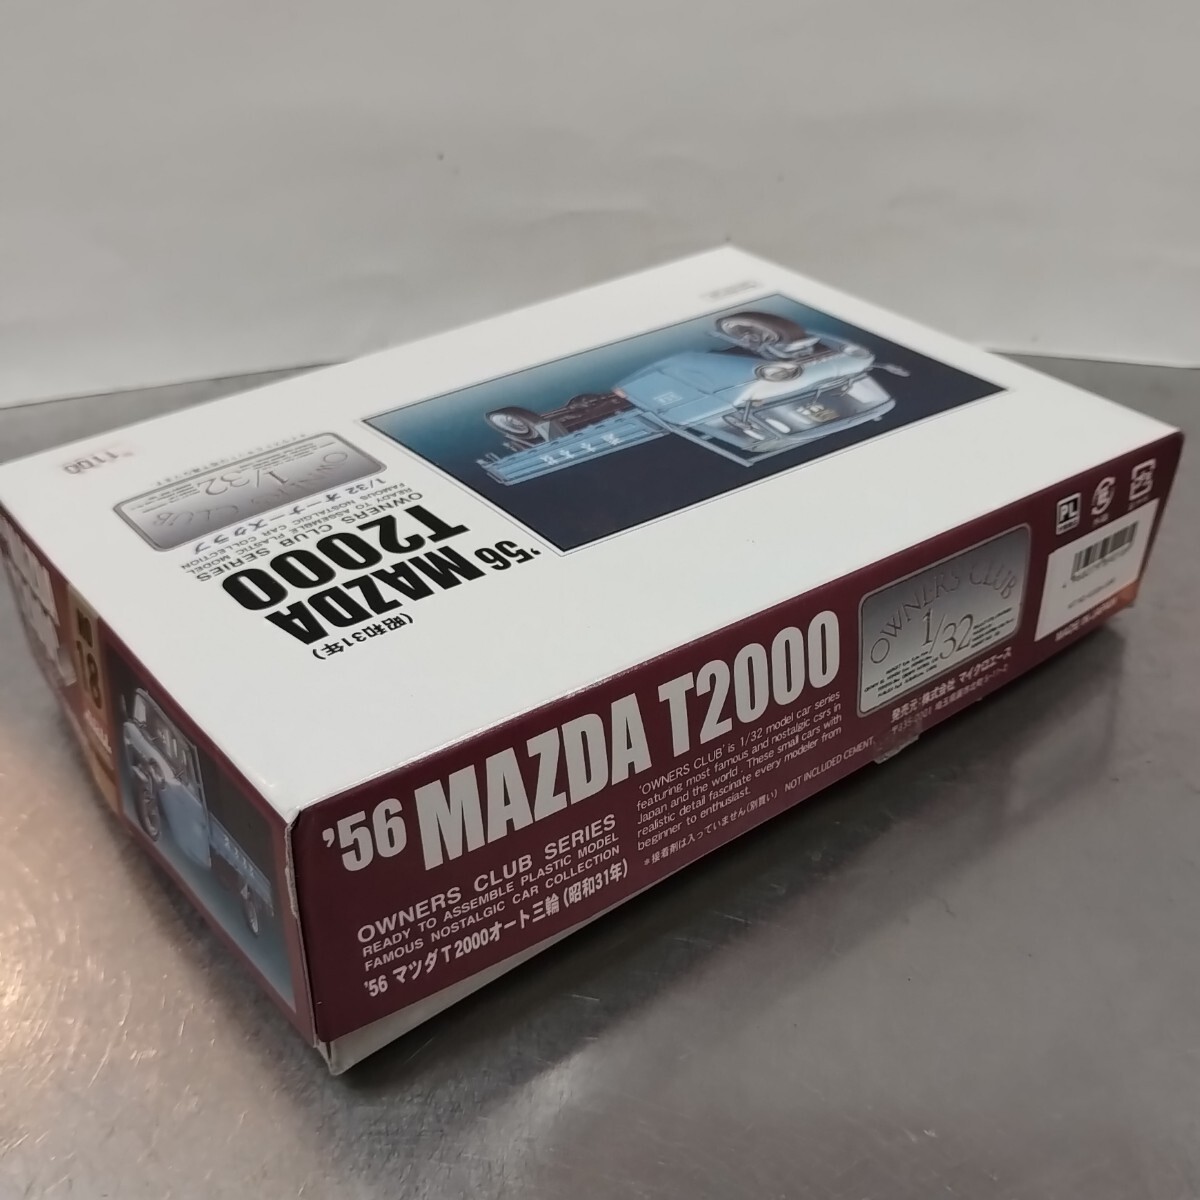 '56 MAZDA
T2000
(昭和31年)
OWNERS CLUB SERIES
READY TO ASSEMBLE PLASTIC MODEL
FAMOUS NOSTALGIC CAR COLLECTION
1/32 オーナーズクラブ
OWNERS CLUB
1/32
1100
18
'56 MAZDA T2000
OWNERS CLUB SERIES
READY TO ASSEMBLE PLASTIC MODEL
FAMOUS NOSTALGIC CAR COLLECTION
'56 マツダT2000オート三輪(昭和31年)
'OWNERS CLUB' is 1/32 model car series
featuring most famous and nostalgic csrs in
Japan and the world. These small cars with
realistic detail fascinate every modeler from
beginner to enthusiast.
*接着剤は入っていません(別買い) NOT INCLUDED CEMENT.
OWNERS CLUB
1/32
発売元:株式会社 マイクロエース
PL
MADE IN JAPAN